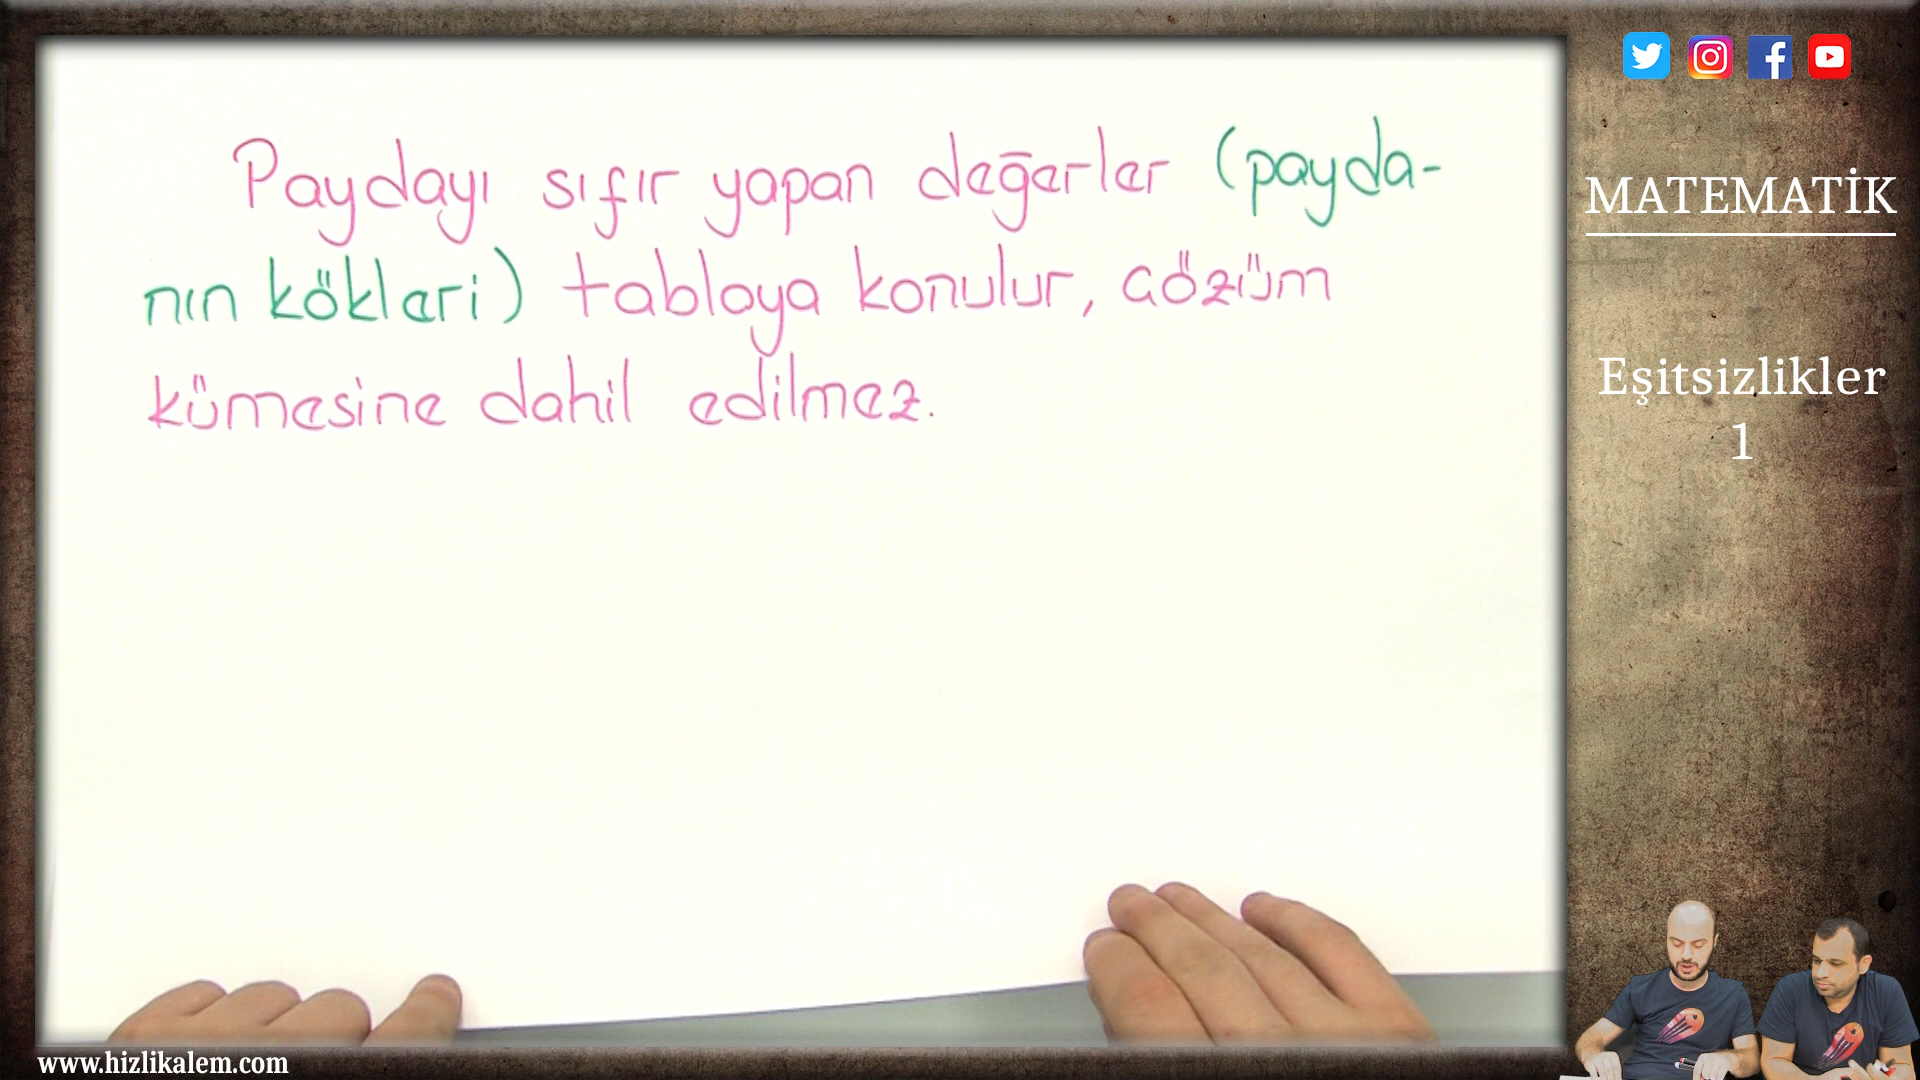 Paydayı sıfır yapan değerler (payda-
nın kökleri) tabloya konulur, çözüm
kümesine dahil edilmez.
MATEMATİK
Eşitsizlikler
1
www.hizlikalem.com